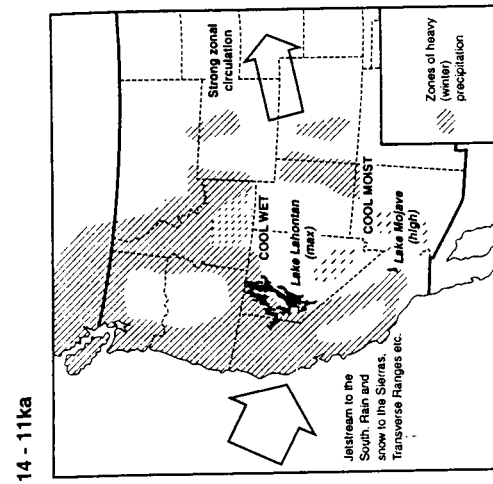 14 - 11ka
Strong zonal
circulation
COOL WET
Lake Lahontan
(max)
COOL MOIST
Lake Mojave
(high)
Jetstream to the
South. Rain and
snow to the Sierras,
Transverse Ranges etc.
Zones of heavy
(winter)
precipitation